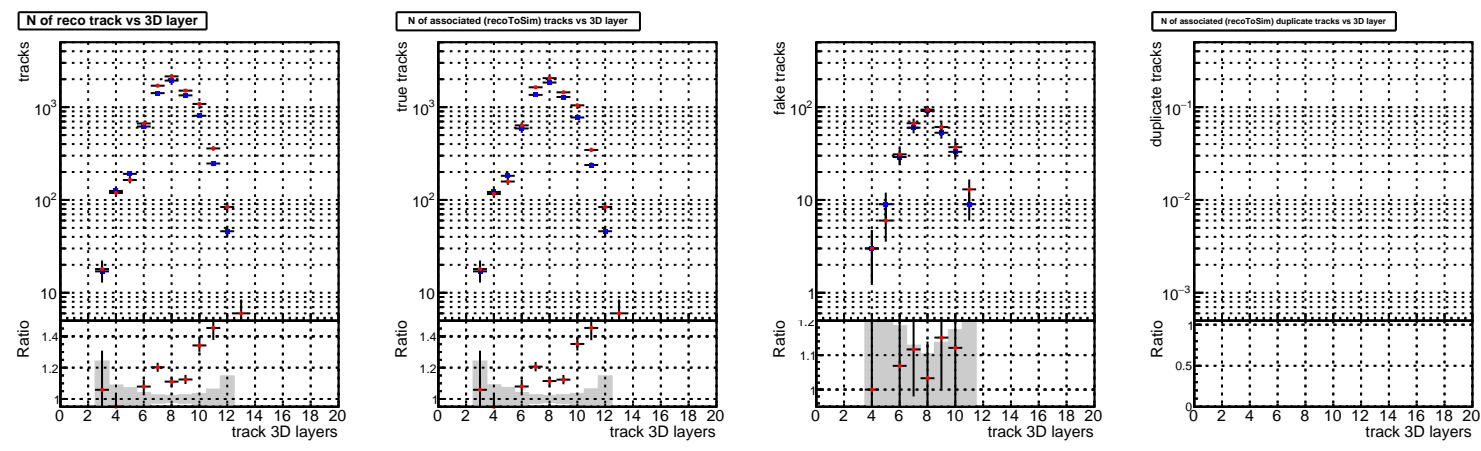 N of reco track vs 3D layer
tracks
10³
10²
10
Ratio
1.4
1.2
1
0 2 4 6 8 10 12 14 16 18 20
track 3D layers
N of associated (recoToSim) tracks vs 3D layer
true tracks
10³
10²
10
Ratio
1.4
1.2
1
0 2 4 6 8 10 12 14 16 18 20
track 3D layers
fake tracks
10²
10
1
Ratio
1.2
1.1
1
0 2 4 6 8 10 12 14 16 18 20
track 3D layers
N of associated (recoToSim) duplicate tracks vs 3D layer
duplicate tracks
10⁻¹
10⁻²
10⁻³
Ratio
1
0.5
0
0 2 4 6 8 10 12 14 16 18 20
track 3D layers